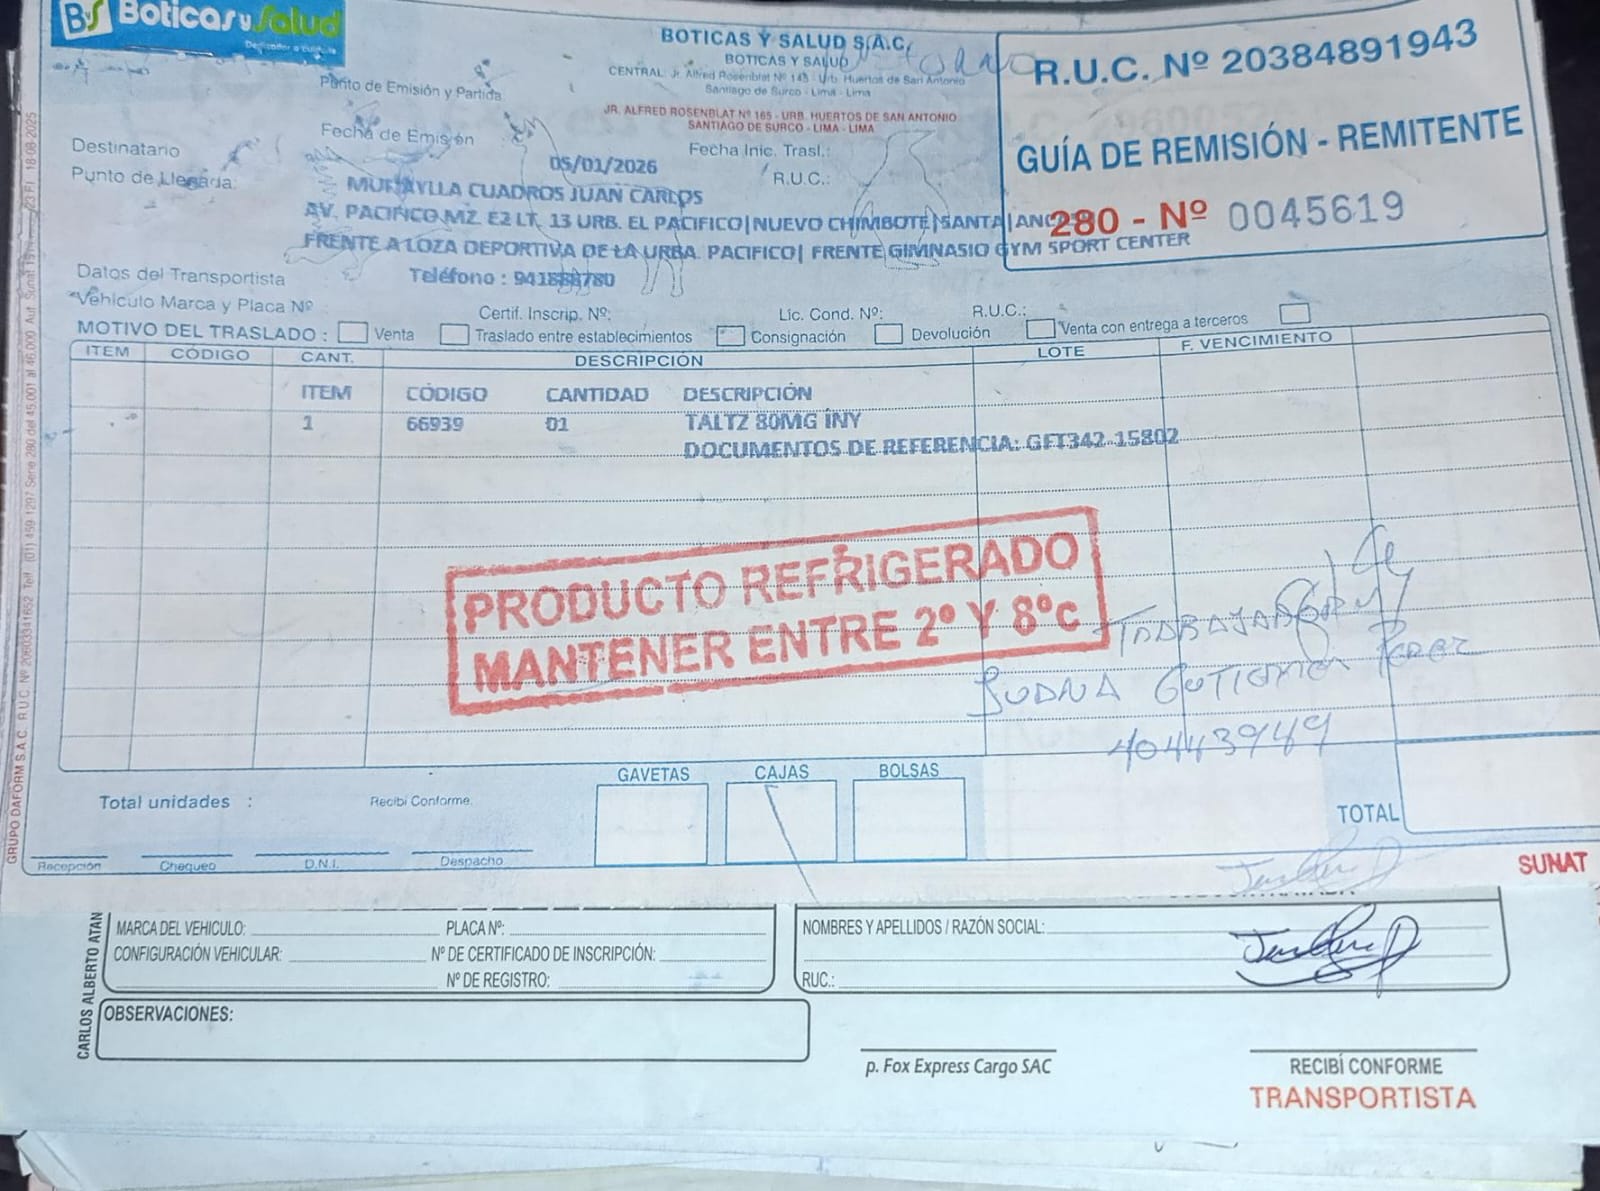 BS Boticas y Salud
BOTICAS Y SALUD S.A.C.
BOTICAS Y SALUD
CENTRAL: Jr. Alfred Rosenblat Nº 145 - Urb. Huertos de San Antonio
Santiago de Surco - Lima - Lima
JR. ALFRED ROSENBLAT Nº 165 - URB. HUERTOS DE SAN ANTONIO
SANTIAGO DE SURCO - LIMA - LIMA
R.U.C. Nº 20384891943
GUÍA DE REMISIÓN - REMITENTE
280 - Nº 0045619
Punto de Emisión y Partida
Fecha de Emisión
05/01/2026
Fecha Inic. Trasl.:
Destinatario
CUADROS JUAN CARLOS
R.U.C.:
Punto de Llegada:
AV. PACIFICO MZ. E2 LT. 13 URB. EL PACIFICO|NUEVO CHIMBOTE|SANTA|
FRENTE A LOZA DEPORTIVA DE LA URBA. PACIFICO| FRENTE GIMNASIO GYM SPORT CENTER
Datos del Transportista
Teléfono :
Vehículo Marca y Placa Nº
Certif. Inscrip. Nº:
Lic. Cond. Nº:
R.U.C.:
MOTIVO DEL TRASLADO : Venta Traslado entre establecimientos Consignación Devolución Venta con entrega a terceros
ITEM CÓDIGO CANT. DESCRIPCIÓN LOTE F. VENCIMIENTO
ITEM CÓDIGO CANTIDAD DESCRIPCIÓN
1 66939 01 TALTZ 80MG INY
DOCUMENTOS DE REFERENCIA: GFT342-15802
PRODUCTO REFRIGERADO
MANTENER ENTRE 2º Y 8ºc
PEREZ
40443949
GAVETAS CAJAS BOLSAS
Total unidades :
Recibí Conforme.
TOTAL
Recepción Chequeo D.N.I. Despacho
SUNAT
MARCA DEL VEHICULO: PLACA Nº:
CONFIGURACIÓN VEHICULAR: Nº DE CERTIFICADO DE INSCRIPCIÓN:
Nº DE REGISTRO:
NOMBRES Y APELLIDOS / RAZÓN SOCIAL:
RUC.:
CARLOS ALBERTO ATAN
OBSERVACIONES:
p. Fox Express Cargo SAC
RECIBÍ CONFORME
TRANSPORTISTA